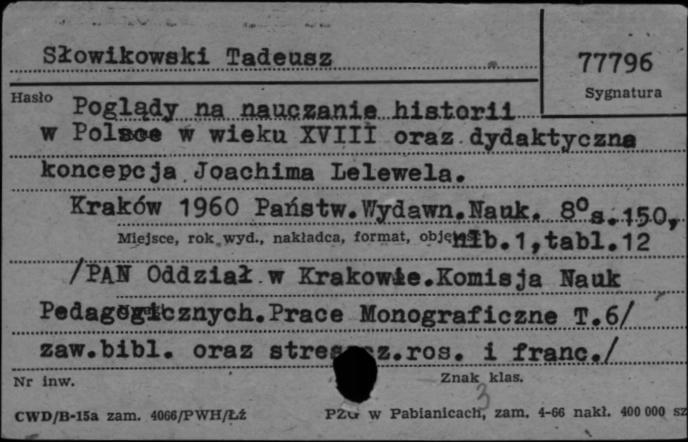 Słowikowski Tadeusz
77796
Sygnatura
Hasło
Poglądy na nauczanie historii
w Polsce w wieku XVIII oraz dydaktyczna
koncepcja Joachima Lelewela.
Kraków 1960 Państw.Wydawn.Nauk. 8° s.150,
Miejsce, rok wyd., nakładca, format, obję
nlb.1,tabl.12
/PAN Oddział w Krakowie.Komisja Nauk
Pedagogicznych.Prace Monograficzne T.6/
zaw.bibl. oraz stresz z.ros. i franc./
Nr inw.
Znak klas.
3
CWD/B-15a zam. 4066/PWH/Łź
PZG w Pabianicach, zam. 4-66 nakł. 400 000 sz